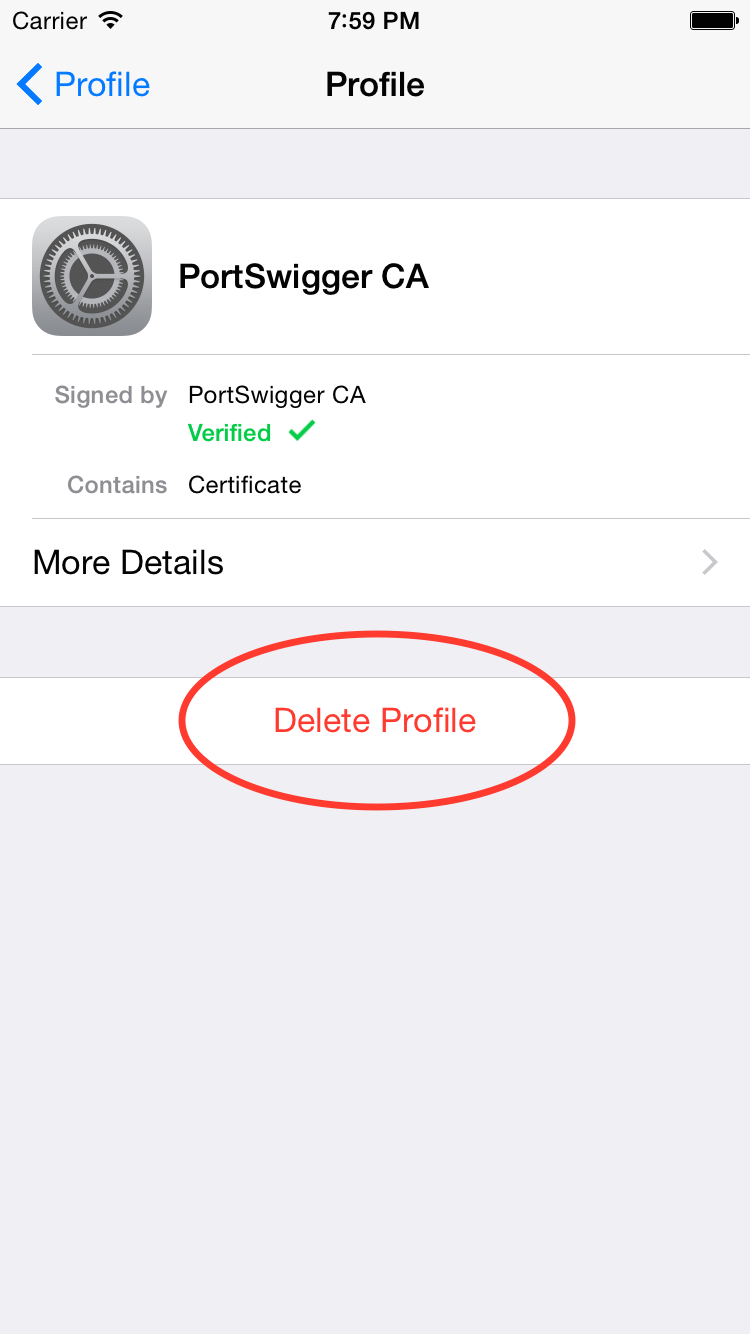 Carrier 7:59 PM
Profile Profile
PortSwigger CA
Signed by PortSwigger CA
Verified
Contains Certificate
More Details
Delete Profile